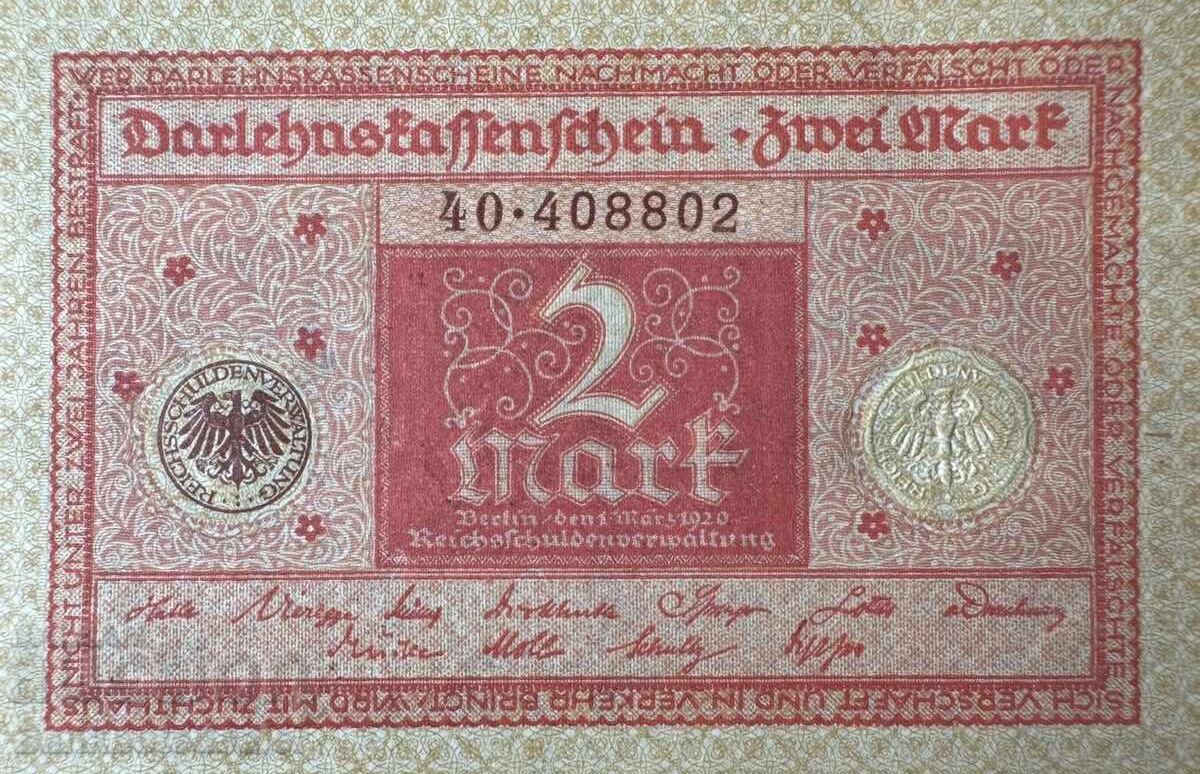 WER DARLEHNSKASSENSCHEINE NACHMACHT ODER VERFÄLSCHT ODER
NACHGEMACHTE ODER VERFÄLSCHTE
SICH VERSCHAFFT UND IN VERKEHR BRINGT, WIRD MIT ZUCHTHAUS
NICHT UNTER ZWEI JAHREN BESTRAFT
Darlehnskassenschein · Zwei Mark
40·408802
2
Mark
Berlin, den 1. März 1920
Reichsschuldenverwaltung
REICHSSCHULDENVERWALTUNG
REICHSSCHULDENVERWALTUNG